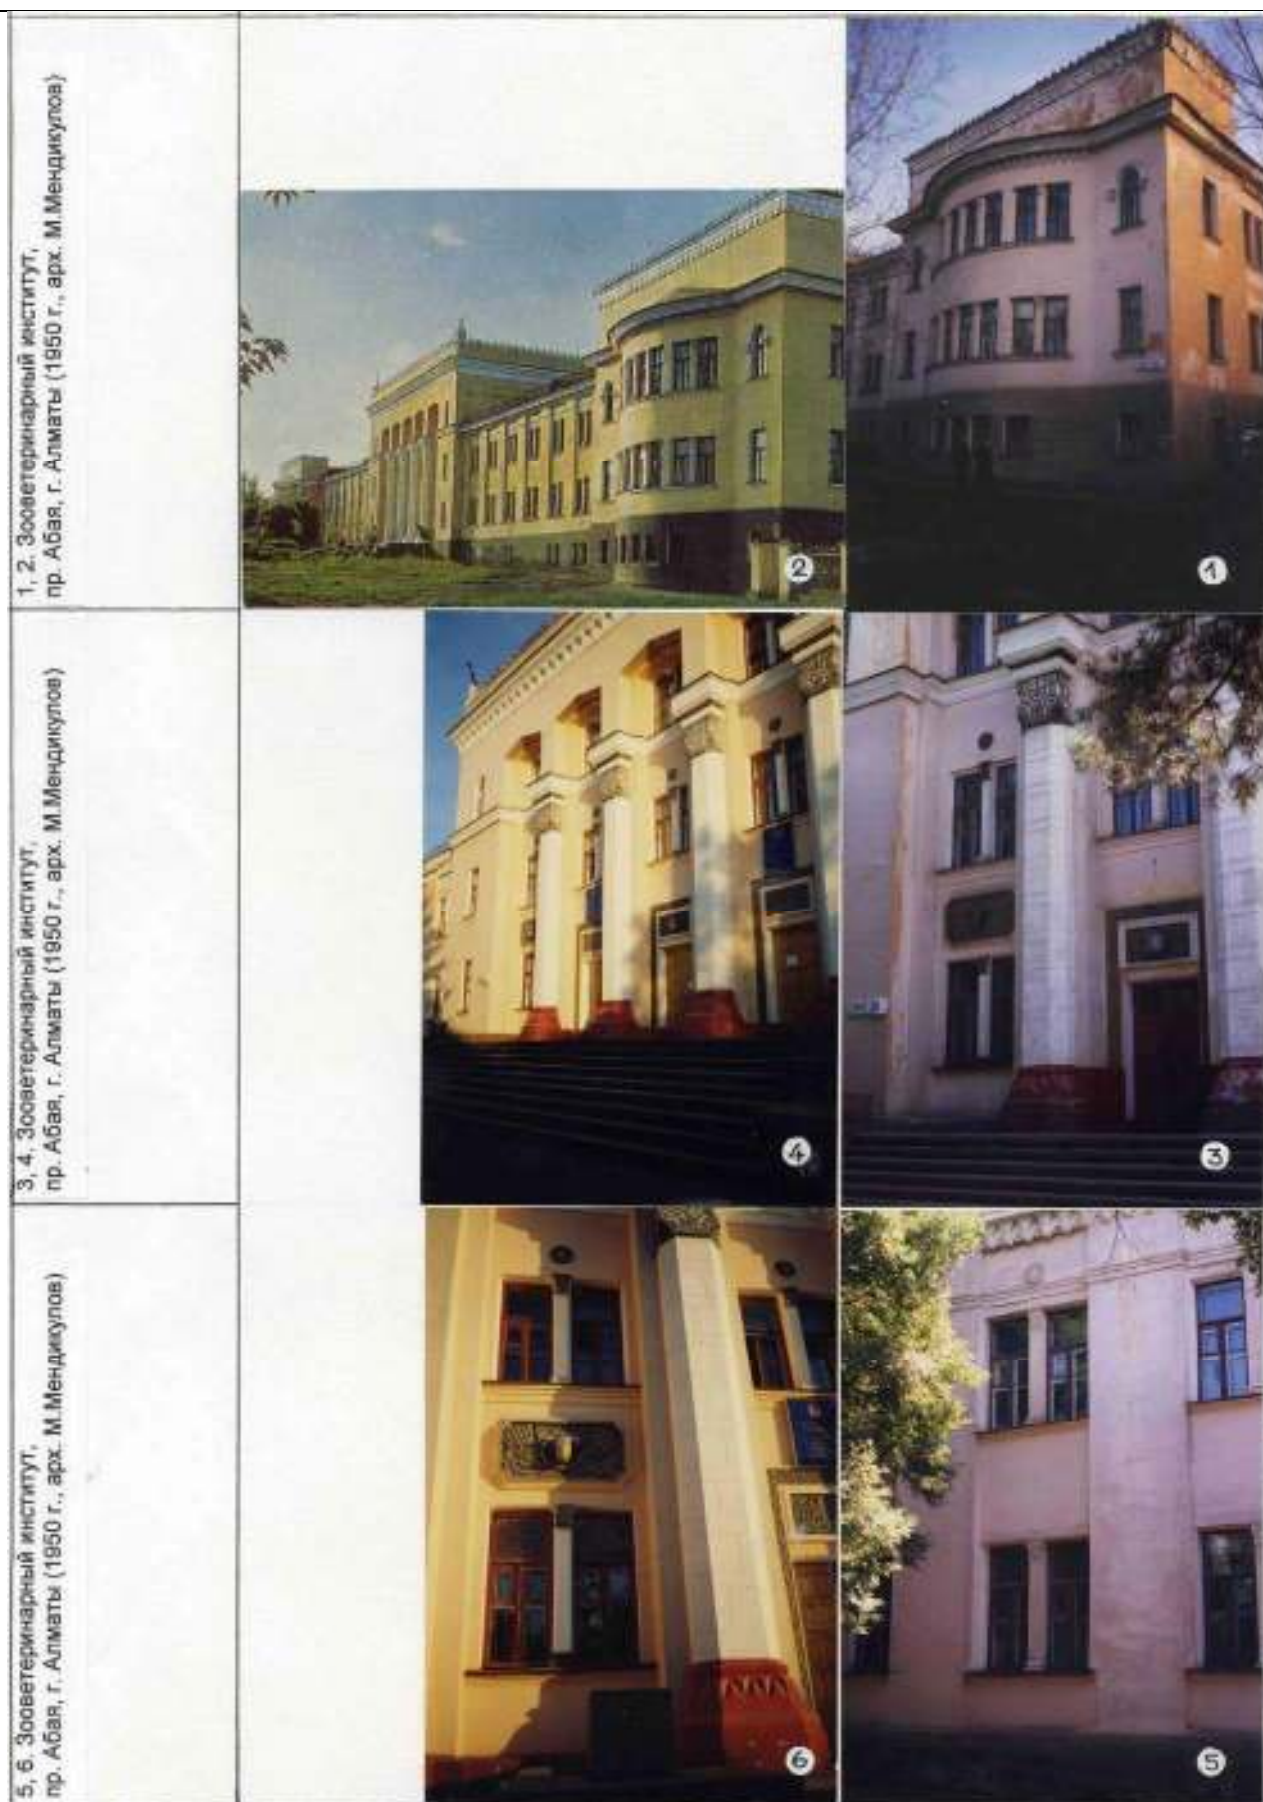 1, 2. Зооветеринарный институт,
пр. Абая, г. Алматы (1950 г., арх. М.Мендикулов)
2
1
3, 4. Зооветеринарный институт,
пр. Абая, г. Алматы (1950 г., арх. М.Мендикулов)
4
3
5, 6. Зооветеринарный институт,
пр. Абая, г. Алматы (1950 г., арх. М.Мендикулов)
6
5